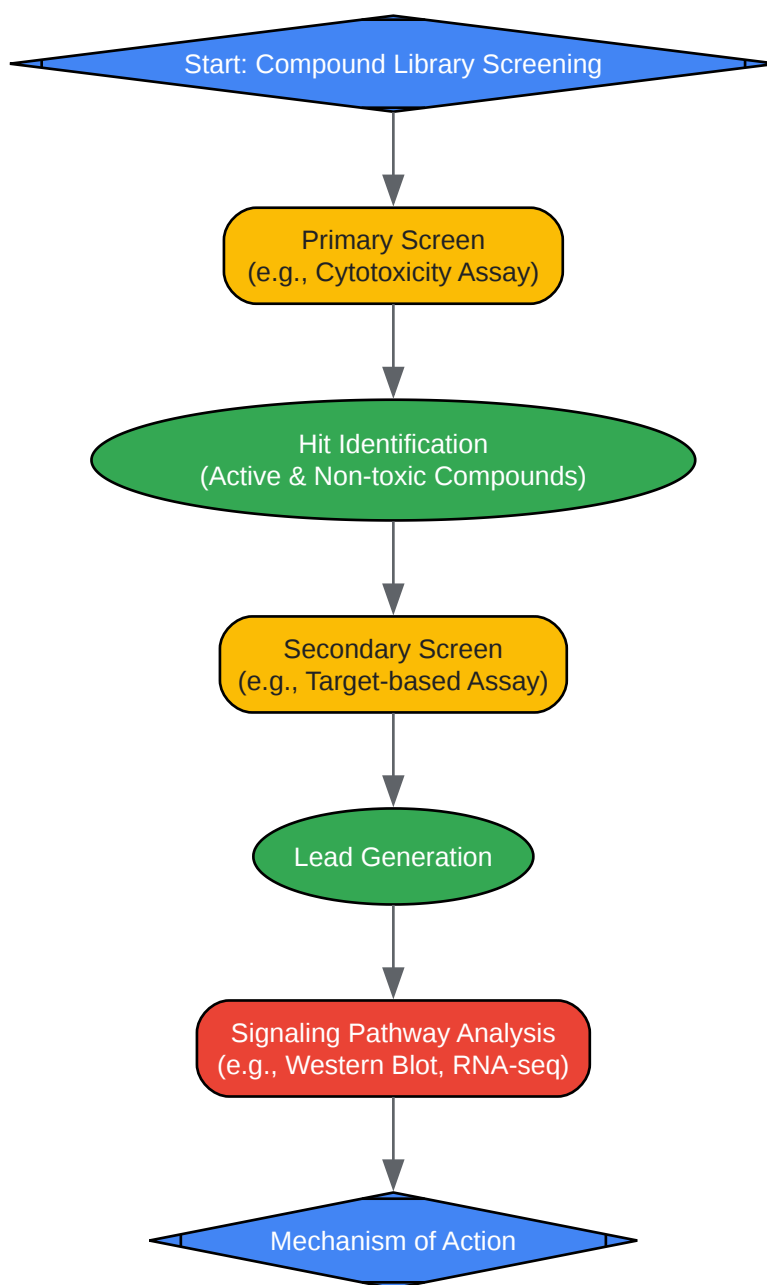 Start: Compound Library Screening
Primary Screen
(e.g., Cytotoxicity Assay)
Hit Identification
(Active & Non-toxic Compounds)
Secondary Screen
(e.g., Target-based Assay)
Lead Generation
Signaling Pathway Analysis
(e.g., Western Blot, RNA-seq)
Mechanism of Action